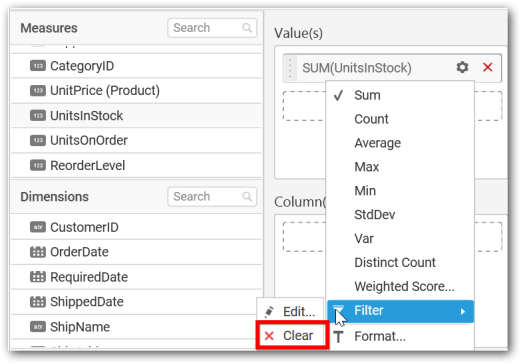 Measures
Search
123 CategoryID
123 UnitPrice (Product)
123 UnitsInStock
123 UnitsOnOrder
123 ReorderLevel
Dimensions
Search
str CustomerID
OrderDate
RequiredDate
ShippedDate
str ShipName
Value(s)
SUM(UnitsInStock)
Sum
Count
Average
Max
Min
StdDev
Var
Distinct Count
Weighted Score...
Filter
Format...
Column(
Edit...
Clear